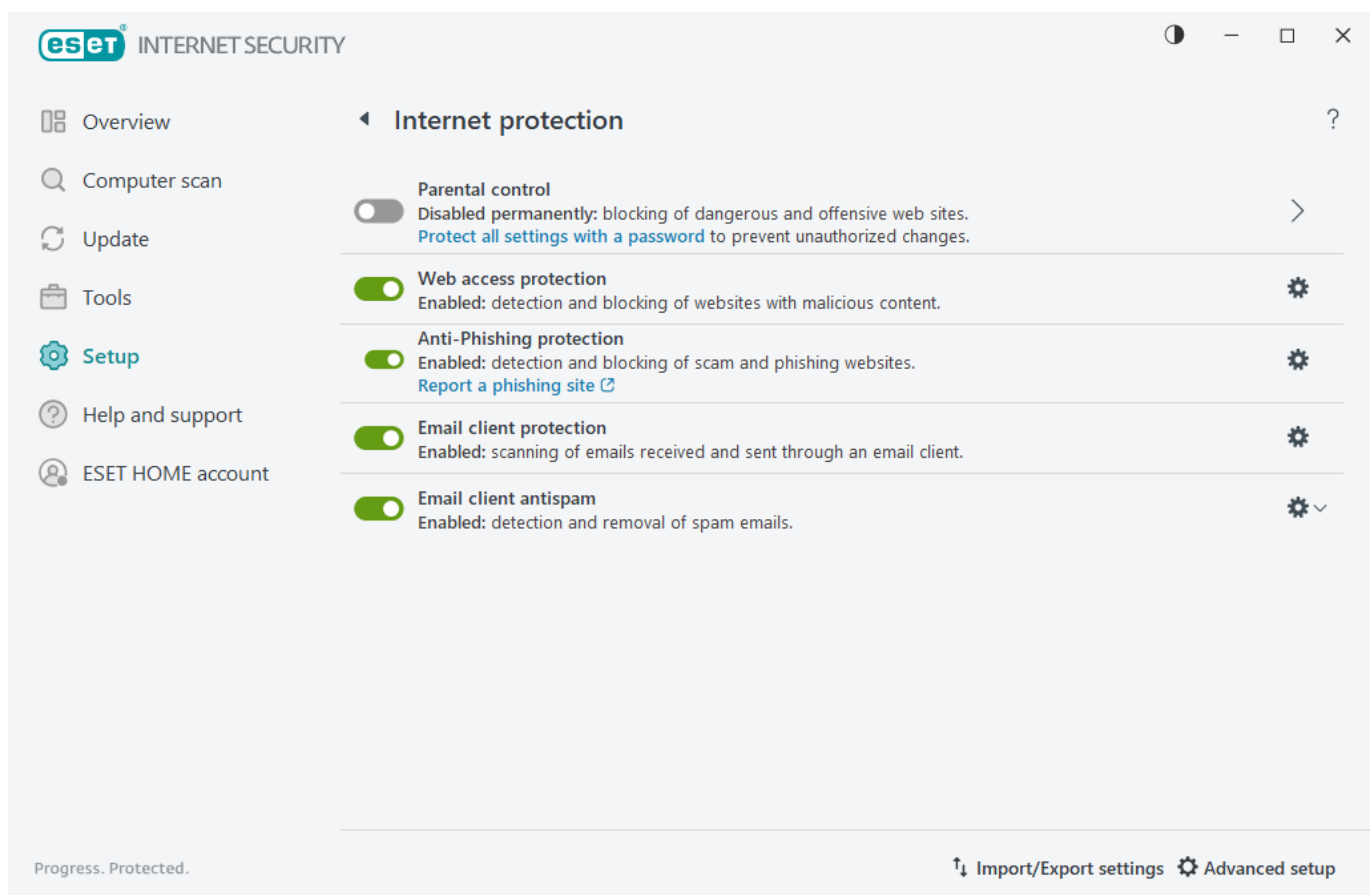 eset® INTERNET SECURITY
Overview
Computer scan
Update
Tools
Setup
Help and support
ESET HOME account
Internet protection
?
Parental control
Disabled permanently: blocking of dangerous and offensive web sites.
Protect all settings with a password to prevent unauthorized changes.
Web access protection
Enabled: detection and blocking of websites with malicious content.
Anti-Phishing protection
Enabled: detection and blocking of scam and phishing websites.
Report a phishing site
Email client protection
Enabled: scanning of emails received and sent through an email client.
Email client antispam
Enabled: detection and removal of spam emails.
Progress. Protected.
Import/Export settings
Advanced setup